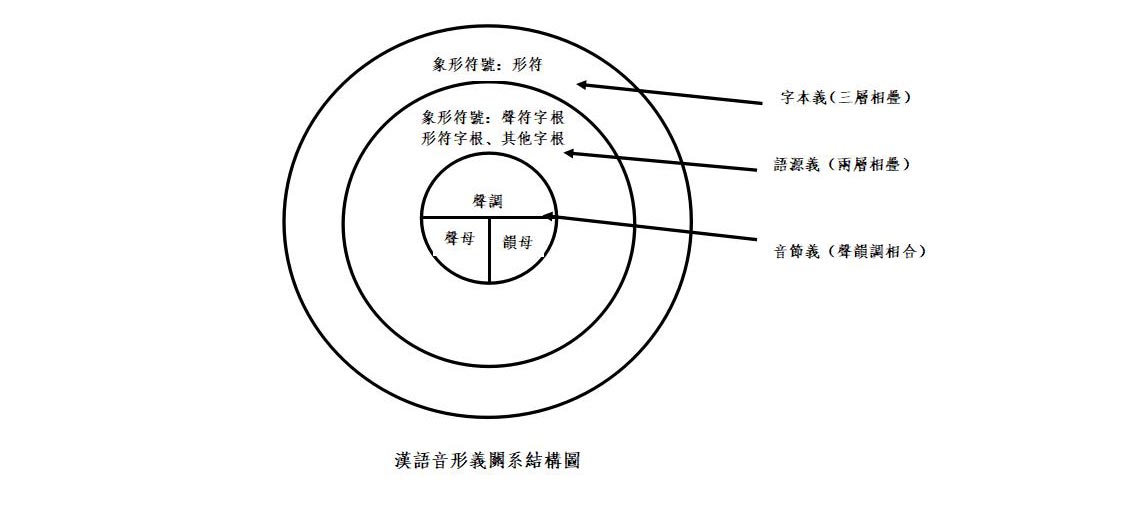 象形符號：形符
字本義（三層相疊）
象形符號：聲符字根
形符字根、其他字根
語源義（兩層相疊）
聲調
聲母
韻母
音節義（聲韻調相合）
漢語音形義關系結構圖